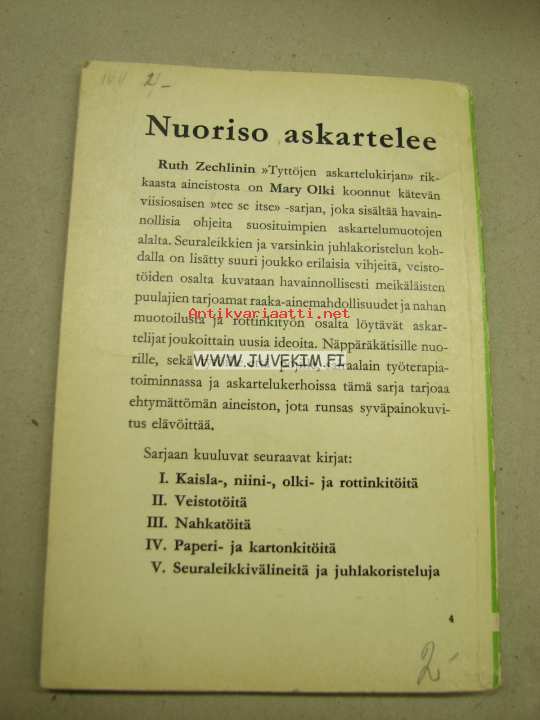 2,-
Nuoriso askartelee
Ruth Zechlinin »Tyttöjen askartelukirjan» rik-
kaasta aineistosta on Mary Olki koonnut kätevän
viisiosaisen »tee se itse» -sarjan, joka sisältää havain-
nollisia ohjeita suosituimpien askartelumuotojen
alalta. Seuraleikkien ja varsinkin juhlakoristelun koh-
dalla on lisätty suuri joukko erilaisia vihjeitä, veisto-
töiden osalta kuvataan havainnollisesti meikäläisten
puulajien tarjoamat raaka-ainemahdollisuudet ja nahan
Antikvariaatti.net
muotoilusta ja rottinkityön osalta löytävät askar-
telijat joukoittain uusia ideoita. Näppäräkätisille nuo-
WWW.JUVEKIM.FI
rille, sekä työterapia-
toiminnassa ja askartelukerhoissa tämä sarja tarjoaa
ehtymättömän aineiston, jota runsas syväpainokuvi-
tus elävöittää.
Sarjaan kuuluvat seuraavat kirjat:
I. Kaisla-, niini-, olki- ja rottinkitöitä
II. Veistotöitä
III. Nahkatöitä
IV. Paperi- ja kartonkitöitä
V. Seuraleikkivälineitä ja juhlakoristeluja
4
2,-